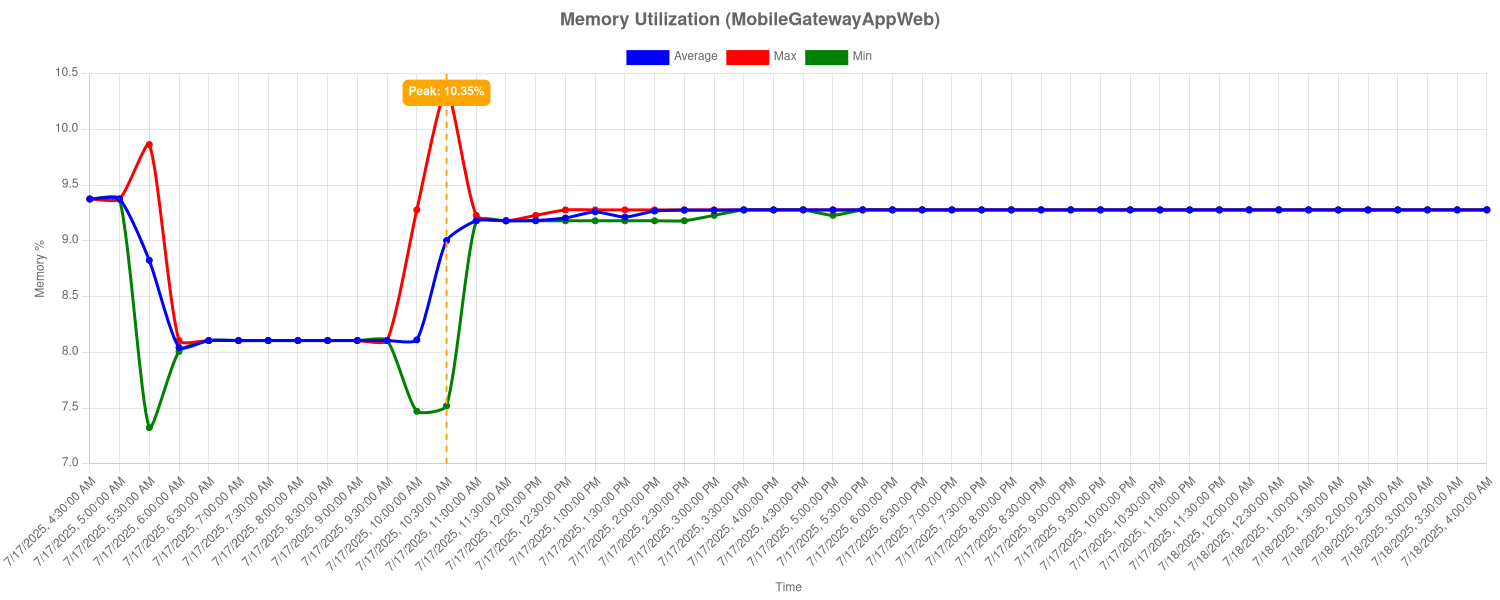 Memory Utilization (MobileGatewayAppWeb)
Average Max Min
Peak: 10.35%
10.5
10.0
9.5
9.0
8.5
8.0
7.5
7.0
Memory %
7/17/2025, 4:30:00 AM
7/17/2025, 5:00:00 AM
7/17/2025, 5:30:00 AM
7/17/2025, 6:00:00 AM
7/17/2025, 6:30:00 AM
7/17/2025, 7:00:00 AM
7/17/2025, 7:30:00 AM
7/17/2025, 8:00:00 AM
7/17/2025, 8:30:00 AM
7/17/2025, 9:00:00 AM
7/17/2025, 9:30:00 AM
7/17/2025, 10:00:00 AM
7/17/2025, 10:30:00 AM
7/17/2025, 11:00:00 AM
7/17/2025, 11:30:00 AM
7/17/2025, 12:00:00 PM
7/17/2025, 12:30:00 PM
7/17/2025, 1:00:00 PM
7/17/2025, 1:30:00 PM
7/17/2025, 2:00:00 PM
7/17/2025, 2:30:00 PM
7/17/2025, 3:00:00 PM
7/17/2025, 3:30:00 PM
7/17/2025, 4:00:00 PM
7/17/2025, 4:30:00 PM
7/17/2025, 5:00:00 PM
7/17/2025, 5:30:00 PM
7/17/2025, 6:00:00 PM
7/17/2025, 6:30:00 PM
7/17/2025, 7:00:00 PM
7/17/2025, 7:30:00 PM
7/17/2025, 8:00:00 PM
7/17/2025, 8:30:00 PM
7/17/2025, 9:00:00 PM
7/17/2025, 9:30:00 PM
7/17/2025, 10:00:00 PM
7/17/2025, 10:30:00 PM
7/17/2025, 11:00:00 PM
7/17/2025, 11:30:00 PM
7/18/2025, 12:00:00 AM
7/18/2025, 12:30:00 AM
7/18/2025, 1:00:00 AM
7/18/2025, 1:30:00 AM
7/18/2025, 2:00:00 AM
7/18/2025, 2:30:00 AM
7/18/2025, 3:00:00 AM
7/18/2025, 3:30:00 AM
7/18/2025, 4:00:00 AM
Time